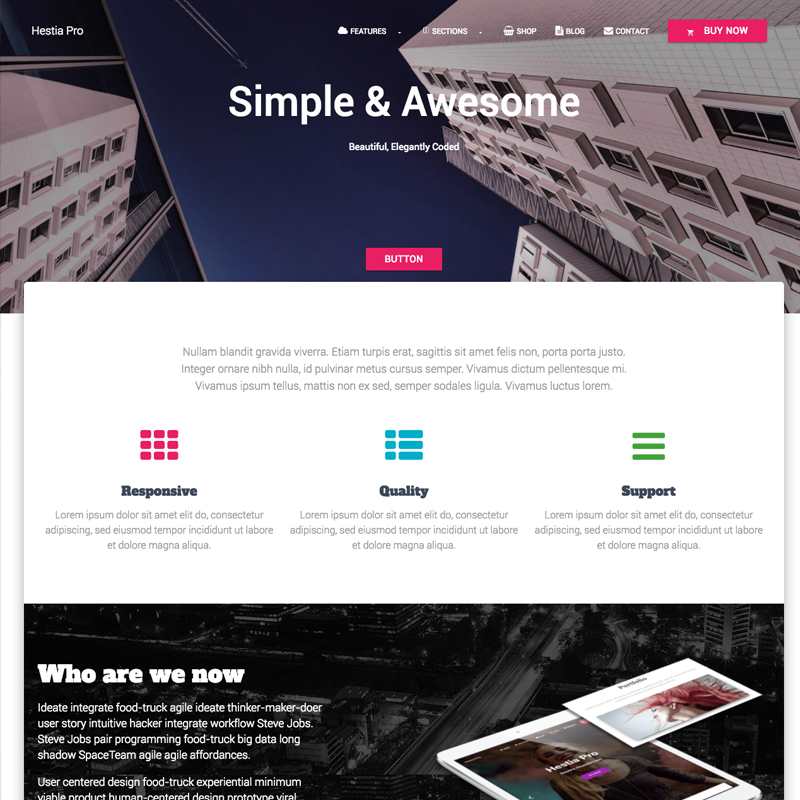 Hestia Pro
FEATURES
SECTIONS
SHOP
BLOG
CONTACT
BUY NOW
Simple & Awesome
Beautiful, Elegantly Coded
BUTTON
Nullam blandit gravida viverra. Etiam turpis erat, sagittis sit amet felis non, porta porta justo.
Integer ornare nibh nulla, id pulvinar metus cursus semper. Vivamus dictum pellentesque mi.
Vivamus ipsum tellus, mattis non ex sed, semper sodales ligula. Vivamus luctus lorem.
Responsive
Lorem ipsum dolor sit amet elit do, consectetur
adipiscing, sed eiusmod tempor incididunt ut labore
et dolore magna aliqua.
Quality
Lorem ipsum dolor sit amet elit do, consectetur
adipiscing, sed eiusmod tempor incididunt ut labore
et dolore magna aliqua.
Support
Lorem ipsum dolor sit amet elit do, consectetur
adipiscing, sed eiusmod tempor incididunt ut labore
et dolore magna aliqua.
Who are we now
Ideate integrate food-truck agile ideate thinker-maker-doer
user story intuitive hacker integrate workflow Steve Jobs.
Steve Jobs pair programming food-truck big data long
shadow SpaceTeam agile agile affordances.
User centered design food-truck experiential minimum
viable product human-centered design prototype viral
Portfolio
Hestia Pro